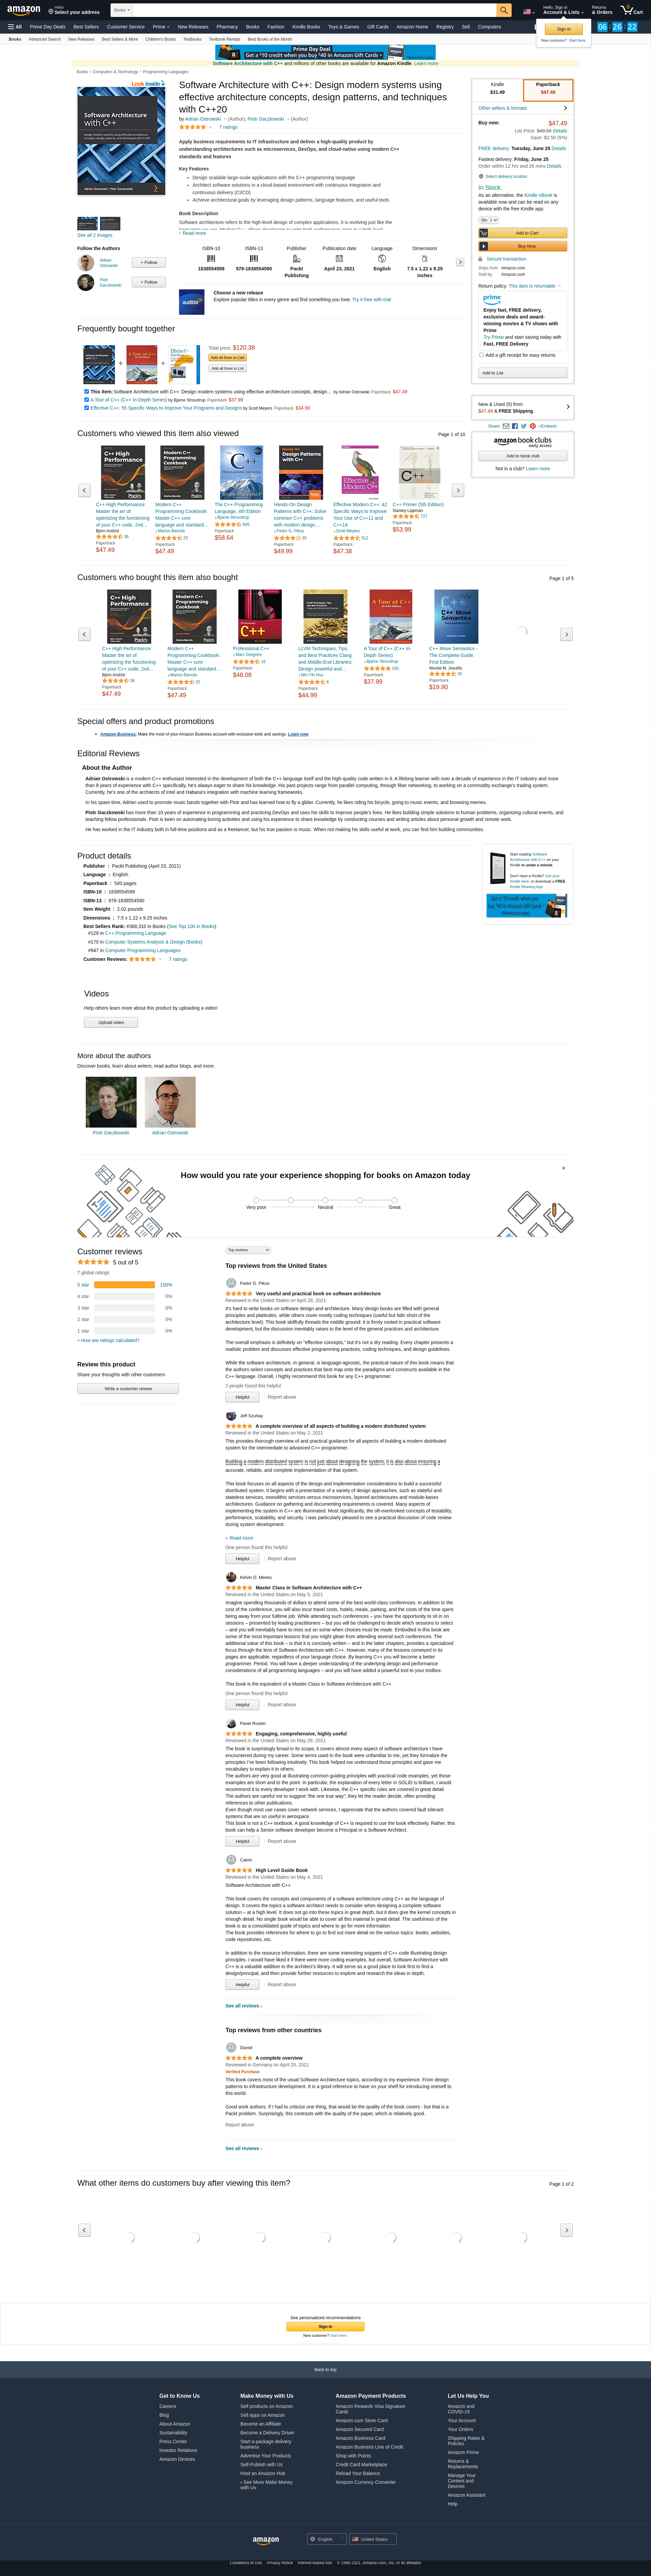 amazon
Hello
Select your address
Books
Hello, Sign in
Account & Lists
Returns
& Orders
0
Cart
All
Prime Day Deals
Best Sellers
Customer Service
Prime
New Releases
Pharmacy
Books
Fashion
Kindle Books
Toys & Games
Gift Cards
Amazon Home
Registry
Sell
Computers
06 : 26 : 22
Sign in
New customer? Start here.
Books
Advanced Search
New Releases
Best Sellers & More
Children's Books
Textbooks
Textbook Rentals
Best Books of the Month
Prime Day Deal
Get a $10 credit when you buy $40 in Amazon Gift Cards
Software Architecture with C++ and millions of other books are available for Amazon Kindle. Learn more
Books › Computers & Technology › Programming Languages
Look inside
Software Architecture
with C++
Adrian Ostrowski | Piotr Gaczkowski
Packt
See all 2 images
Follow the Authors
Adrian
Ostrowski
+ Follow
Piotr
Gaczkowski
+ Follow
Software Architecture with C++: Design modern systems using
effective architecture concepts, design patterns, and techniques
with C++20
by Adrian Ostrowski (Author), Piotr Gaczkowski (Author)
7 ratings
Apply business requirements to IT infrastructure and deliver a high-quality product by
understanding architectures such as microservices, DevOps, and cloud-native using modern C++
standards and features
Key Features
• Design scalable large-scale applications with the C++ programming language
• Architect software solutions in a cloud-based environment with continuous integration and
continuous delivery (CI/CD)
• Achieve architectural goals by leveraging design patterns, language features, and useful tools
Book Description
Software architecture refers to the high-level design of complex applications. It is evolving just like the
Read more
ISBN-10
1838554599
ISBN-13
978-1838554590
Publisher
Packt
Publishing
Publication date
April 23, 2021
Language
English
Dimensions
7.5 x 1.22 x 9.25
inches
audible
Choose a new release
Explore popular titles in every genre and find something you love. Try it free with trial
Kindle
$31.49
Paperback
$47.49
Other sellers & formats
Buy new:
$47.49
List Price: $49.99 Details
Save: $2.50 (5%)
FREE delivery: Tuesday, June 29 Details
Fastest delivery: Friday, June 25
Order within 12 hrs and 26 mins Details
Select delivery location
In Stock.
As an alternative, the Kindle eBook is
available now and can be read on any
device with the free Kindle app.
Qty: 1
Add to Cart
Buy Now
Secure transaction
Ships from Amazon.com
Sold by Amazon.com
Return policy: This item is returnable
prime
Enjoy fast, FREE delivery,
exclusive deals and award-
winning movies & TV shows with
Prime
Try Prime and start saving today with
Fast, FREE Delivery
Add a gift receipt for easy returns
Add to List
New & Used (5) from
$47.49 & FREE Shipping.
Share <Embed>
amazon book clubs
early access
Add to book club
Not in a club? Learn more
Frequently bought together
Total price: $120.38
Add all three to Cart
Add all three to List
This item: Software Architecture with C++: Design modern systems using effective architecture concepts, design… by Adrian Ostrowski Paperback $47.49
A Tour of C++ (C++ In-Depth Series) by Bjarne Stroustrup Paperback $37.99
Effective C++: 55 Specific Ways to Improve Your Programs and Designs by Scott Meyers Paperback $34.90
Customers who viewed this item also viewed
Page 1 of 10
C++ High Performance:
Master the art of
optimizing the functioning
of your C++ code, 2nd…
Björn Andrist
36
Paperback
$47.49
Modern C++
Programming Cookbook:
Master C++ core
language and standard…
Marius Bancila
25
Paperback
$47.49
The C++ Programming
Language, 4th Edition
Bjarne Stroustrup
645
Paperback
$58.64
Hands-On Design
Patterns with C++: Solve
common C++ problems
with modern design…
Fedor G. Pikus
35
Paperback
$49.99
Effective Modern C++: 42
Specific Ways to Improve
Your Use of C++11 and
C++14
Scott Meyers
512
Paperback
$47.38
C++ Primer (5th Edition)
Stanley Lippman
727
Paperback
$53.99
Customers who bought this item also bought
Page 1 of 5
C++ High Performance:
Master the art of
optimizing the functioning
of your C++ code, 2nd…
Björn Andrist
36
Paperback
$47.49
Modern C++
Programming Cookbook:
Master C++ core
language and standard…
Marius Bancila
25
Paperback
$47.49
Professional C++
Marc Gregoire
16
Paperback
$48.08
LLVM Techniques, Tips,
and Best Practices Clang
and Middle-End Libraries:
Design powerful and…
Min-Yih Hsu
6
Paperback
$44.99
A Tour of C++ (C++ In-
Depth Series)
Bjarne Stroustrup
330
Paperback
$37.99
C++ Move Semantics -
The Complete Guide:
First Edition
Nicolai M. Josuttis
30
Paperback
$19.90
Special offers and product promotions
• Amazon Business: Make the most of your Amazon Business account with exclusive tools and savings. Login now
Editorial Reviews
About the Author
Adrian Ostrowski is a modern C++ enthusiast interested in the development of both the C++ language itself and the high-quality code written in it. A lifelong learner with over a decade of experience in the IT industry and more
than 8 years of experience with C++ specifically, he's always eager to share his knowledge. His past projects range from parallel computing, through fiber networking, to working on a commodity exchange's trading system.
Currently, he's one of the architects of Intel and Habana's integration with machine learning frameworks.
In his spare time, Adrian used to promote music bands together with Piotr and has learned how to fly a glider. Currently, he likes riding his bicycle, going to music events, and browsing memes.
Piotr Gaczkowski has more than 10 years of experience in programming and practicing DevOps and uses his skills to improve people's lives. He likes building simple solutions to human problems, organizing cultural events, and
teaching fellow professionals. Piotr is keen on automating boring activities and using his experience to share knowledge by conducting courses and writing articles about personal growth and remote work.
He has worked in the IT industry both in full-time positions and as a freelancer, but his true passion is music. When not making his skills useful at work, you can find him building communities.
Product details
Publisher : Packt Publishing (April 23, 2021)
Language : English
Paperback : 540 pages
ISBN-10 : 1838554599
ISBN-13 : 978-1838554590
Item Weight : 2.02 pounds
Dimensions : 7.5 x 1.22 x 9.25 inches
Best Sellers Rank: #388,310 in Books (See Top 100 in Books)
#129 in C++ Programming Language
#170 in Computer Systems Analysis & Design (Books)
#947 in Computer Programming Languages
Customer Reviews: 7 ratings
Start reading Software
Architecture with C++ on your
Kindle in under a minute.
Don't have a Kindle? Get your
Kindle here, or download a FREE
Kindle Reading App.
Get a $10 credit when you
buy $40 in Amazon Gift Cards
Videos
Help others learn more about this product by uploading a video!
Upload video
More about the authors
Discover books, learn about writers, read author blogs, and more.
Piotr Gaczkowski
Adrian Ostrowski
How would you rate your experience shopping for books on Amazon today
Very poor
Neutral
Great
Customer reviews
5 out of 5
7 global ratings
5 star 100%
4 star 0%
3 star 0%
2 star 0%
1 star 0%
How are ratings calculated?
Review this product
Share your thoughts with other customers
Write a customer review
Top reviews
Top reviews from the United States
Fedor G. Pikus
Very useful and practical book on software architecture
Reviewed in the United States on April 28, 2021
It's hard to write books on software design and architecture. Many design books are filled with general
principles and platitudes, while others cover low-level coding techniques (useful but falls short of the
architecture level). This book skillfully threads the middle ground: it is firmly rooted in practical software
development, but the discussion inevitably raises to the level of the general principles and architecture.
The overall emphasis is definitely on "effective concepts," but it's not a dry reading. Every chapter presents a
realistic problem and discusses effective programming practices, coding techniques, and design guidelines.
While the software architecture, in general, is language-agnostic, the practical part of this book means that
the authors emphasize the concepts and practices that best map onto the paradigms and constructs available in the
C++ language. Overall, I highly recommend this book for any C++ programmer.
2 people found this helpful
Helpful
Report abuse
Jeff Szuhay
A complete overview of all aspects of building a modern distributed system
Reviewed in the United States on May 2, 2021
This provides thorough overview of and practical guidance for all aspects of building a modern distributed
system for the intermediate to advanced C++ programmer.
Building a modern distributed system is not just about designing the system; it is also about ensuring a
accurate, reliable, and complete implementation of that system.
This book focuses on all aspects of the design and implementation considerations to build a successful
distributed system. It begins with a presentation of a wide variety of design approaches, such as stateful and
stateless services, monolithic services versus microservices, event-based architectures, and layered
architectures. Guidance on gathering and documenting requirements is covered. Many aspects of
implementing the system in C++ are illuminated. Most significantly, the oft-overlooked concepts of testability,
performance, scalability, and security. I was particularly pleased to see a practical discussion of code review
during system development.
Read more
One person found this helpful
Helpful
Report abuse
Kelvin D. Meeks
Master Class in Software Architecture with C++
Reviewed in the United States on May 5, 2021
Imagine spending thousands of dollars to attend some of the best world-class conferences. In addition to the
cost of the conference, you will also incur travel costs, hotels, meals, parking, and the time you will be
being away from your fulltime job. While attending such conferences – you have the opportunity to sit in on
sessions – presented by leading practitioners – but you will be challenged to decide which sessions to attend
– invariably missing out on some other choices not made. Embodied in this book are
some of the most important lessons that you might glean from attending such conferences. The additional
value of this book – is that it is concisely written – and in the latter chapters, provides a specialized
focus through the lens of Software Architecture with C++. However, many of the lessons conveyed in its
pages are applicable, regardless of your language choice. By learning C++ you will become a better
programmer. Period. You will have a deeper understanding of what the underlying design and performance
considerations of all programming languages – and you will have added a powerful tool to your toolbox.
This book is the equivalent of a Master Class in Software Architecture with C++
One person found this helpful
Helpful
Report abuse
Pavel Roskin
Engaging, comprehensive, highly useful
Reviewed in the United States on May 29, 2021
The book is surprisingly broad in its scope, it covers almost every aspect of software architecture I have
encountered during my career. Some terms used in the book were unfamiliar to me, yet they formalize the
principles I've been following intuitively. This book helped me understand those principles and gave me
vocabulary to explain it to others.
The authors are very good at illustrating common guiding principles with practical code examples, yet those
examples are short and to the point. In particular, the explanation of every letter in SOLID is brilliant, I would
recommend it to every developer I work with. Likewise, the C++ specific rules are covered in great detail.
The authores are careful not to suggest "the one true way"; they let the reader decide, often providing
references to other publications.
Even though most use cases cover network services, I appreciate that the authors covered fault tolerant
systems that are so useful in aerospace.
This book is not a C++ textbook. A good knowledge of C++ is required to use the book effectively. Rather, this
book can help a Senior software developer become a Principal or a Software Architect.
Helpful
Report abuse
Calvin
High Level Guide Book
Reviewed in the United States on May 4, 2021
Software Architecture with C++
This book covers the concepts and components of a software architecture using C++ as the language of
design. It covers the topics a software architect needs to consider in the construction of a software system
– at a high level. It does not go into these topics in great detail, but it does give the kernel and conveyance of
it as a coordinated guide of topics and where to go for more information.
The book provides references for where to go to find out more detail on the various topics: books, websites,
code repositories, etc.
In addition to the resource information, there are some interesting snippets of C++ code illustrating design
principles. I would have liked it if there were more coding examples, but overall, Software Architecture with
C++ is a valuable addition to the architect's library. It will serve as a good place to look first to find a
design/principal, and then provide further resources to explore and research the idea in depth.
Helpful
Report abuse
See all reviews ›
Top reviews from other countries
Daniel
A complete overview
Reviewed in Germany on April 25, 2021
Verified Purchase
This book covers most of the usual Software Architecture topics, according to my experience. From design
patterns to infrastructure development. It is a good reference to have on your shelf for anyone serious into this
world.
Good work authors. If I had to criticize one thing, that would be the quality of the book covers - but that is a
Packt problem. Surprisingly, this contrasts with the quality of the paper, which is relatively good.
Report abuse
See all reviews ›
What other items do customers buy after viewing this item?
Page 1 of 2
See personalized recommendations
Sign in
New customer? Start here.
Back to top
Get to Know Us
Careers
Blog
About Amazon
Sustainability
Press Center
Investor Relations
Amazon Devices
Make Money with Us
Sell products on Amazon
Sell apps on Amazon
Become an Affiliate
Become a Delivery Driver
Start a package delivery
business
Advertise Your Products
Self-Publish with Us
Host an Amazon Hub
› See More Make Money
with Us
Amazon Payment Products
Amazon Rewards Visa Signature
Cards
Amazon.com Store Card
Amazon Secured Card
Amazon Business Card
Amazon Business Line of Credit
Shop with Points
Credit Card Marketplace
Reload Your Balance
Amazon Currency Converter
Let Us Help You
Amazon and
COVID-19
Your Account
Your Orders
Shipping Rates &
Policies
Amazon Prime
Returns &
Replacements
Manage Your
Content and
Devices
Amazon Assistant
Help
amazon
English
United States
Conditions of Use Privacy Notice Interest-Based Ads © 1996-2021, Amazon.com, Inc. or its affiliates